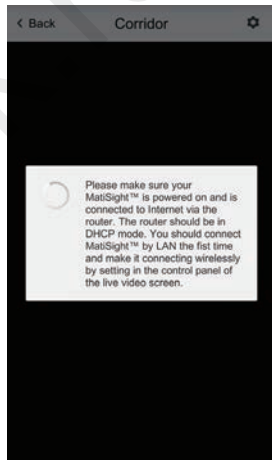 < Back Corridor
Please make sure your
MatiSight™ is powered on and is
connected to Internet via the
router. The router should be in
DHCP mode. You should connect
MatiSight™ by LAN the fist time
and make it connecting wirelessly
by setting in the control panel of
the live video screen.